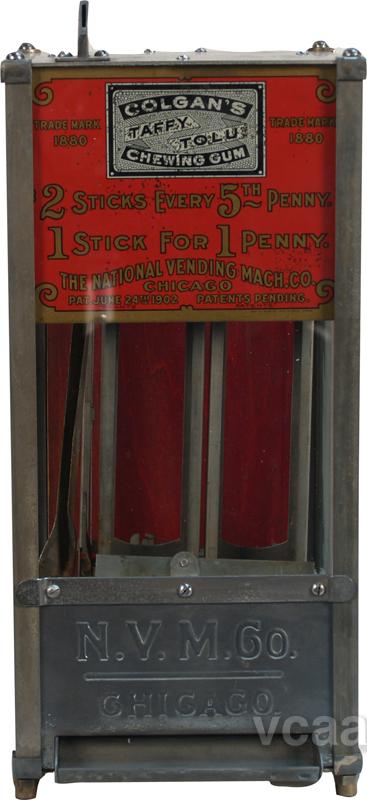 COLGAN'S
TAFFY
TOLU
CHEWING GUM
TRADE MARK
1880
TRADE MARK
1880
2 STICKS EVERY 5TH PENNY.
1 STICK FOR 1 PENNY.
THE NATIONAL VENDING MACH.CO.
CHICAGO
PAT. JUNE 24TH 1902. PATENTS PENDING.
N.V.M.Co.
CHICAGO.
vcaa